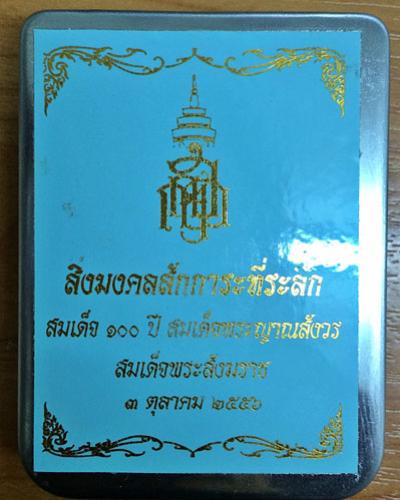 สิ่งมงคลสักการะที่ระลึก
สมเด็จ ๑๐๐ ปี สมเด็จพระญาณสังวร
สมเด็จพระสังฆราช
๓ ตุลาคม ๒๕๕๖